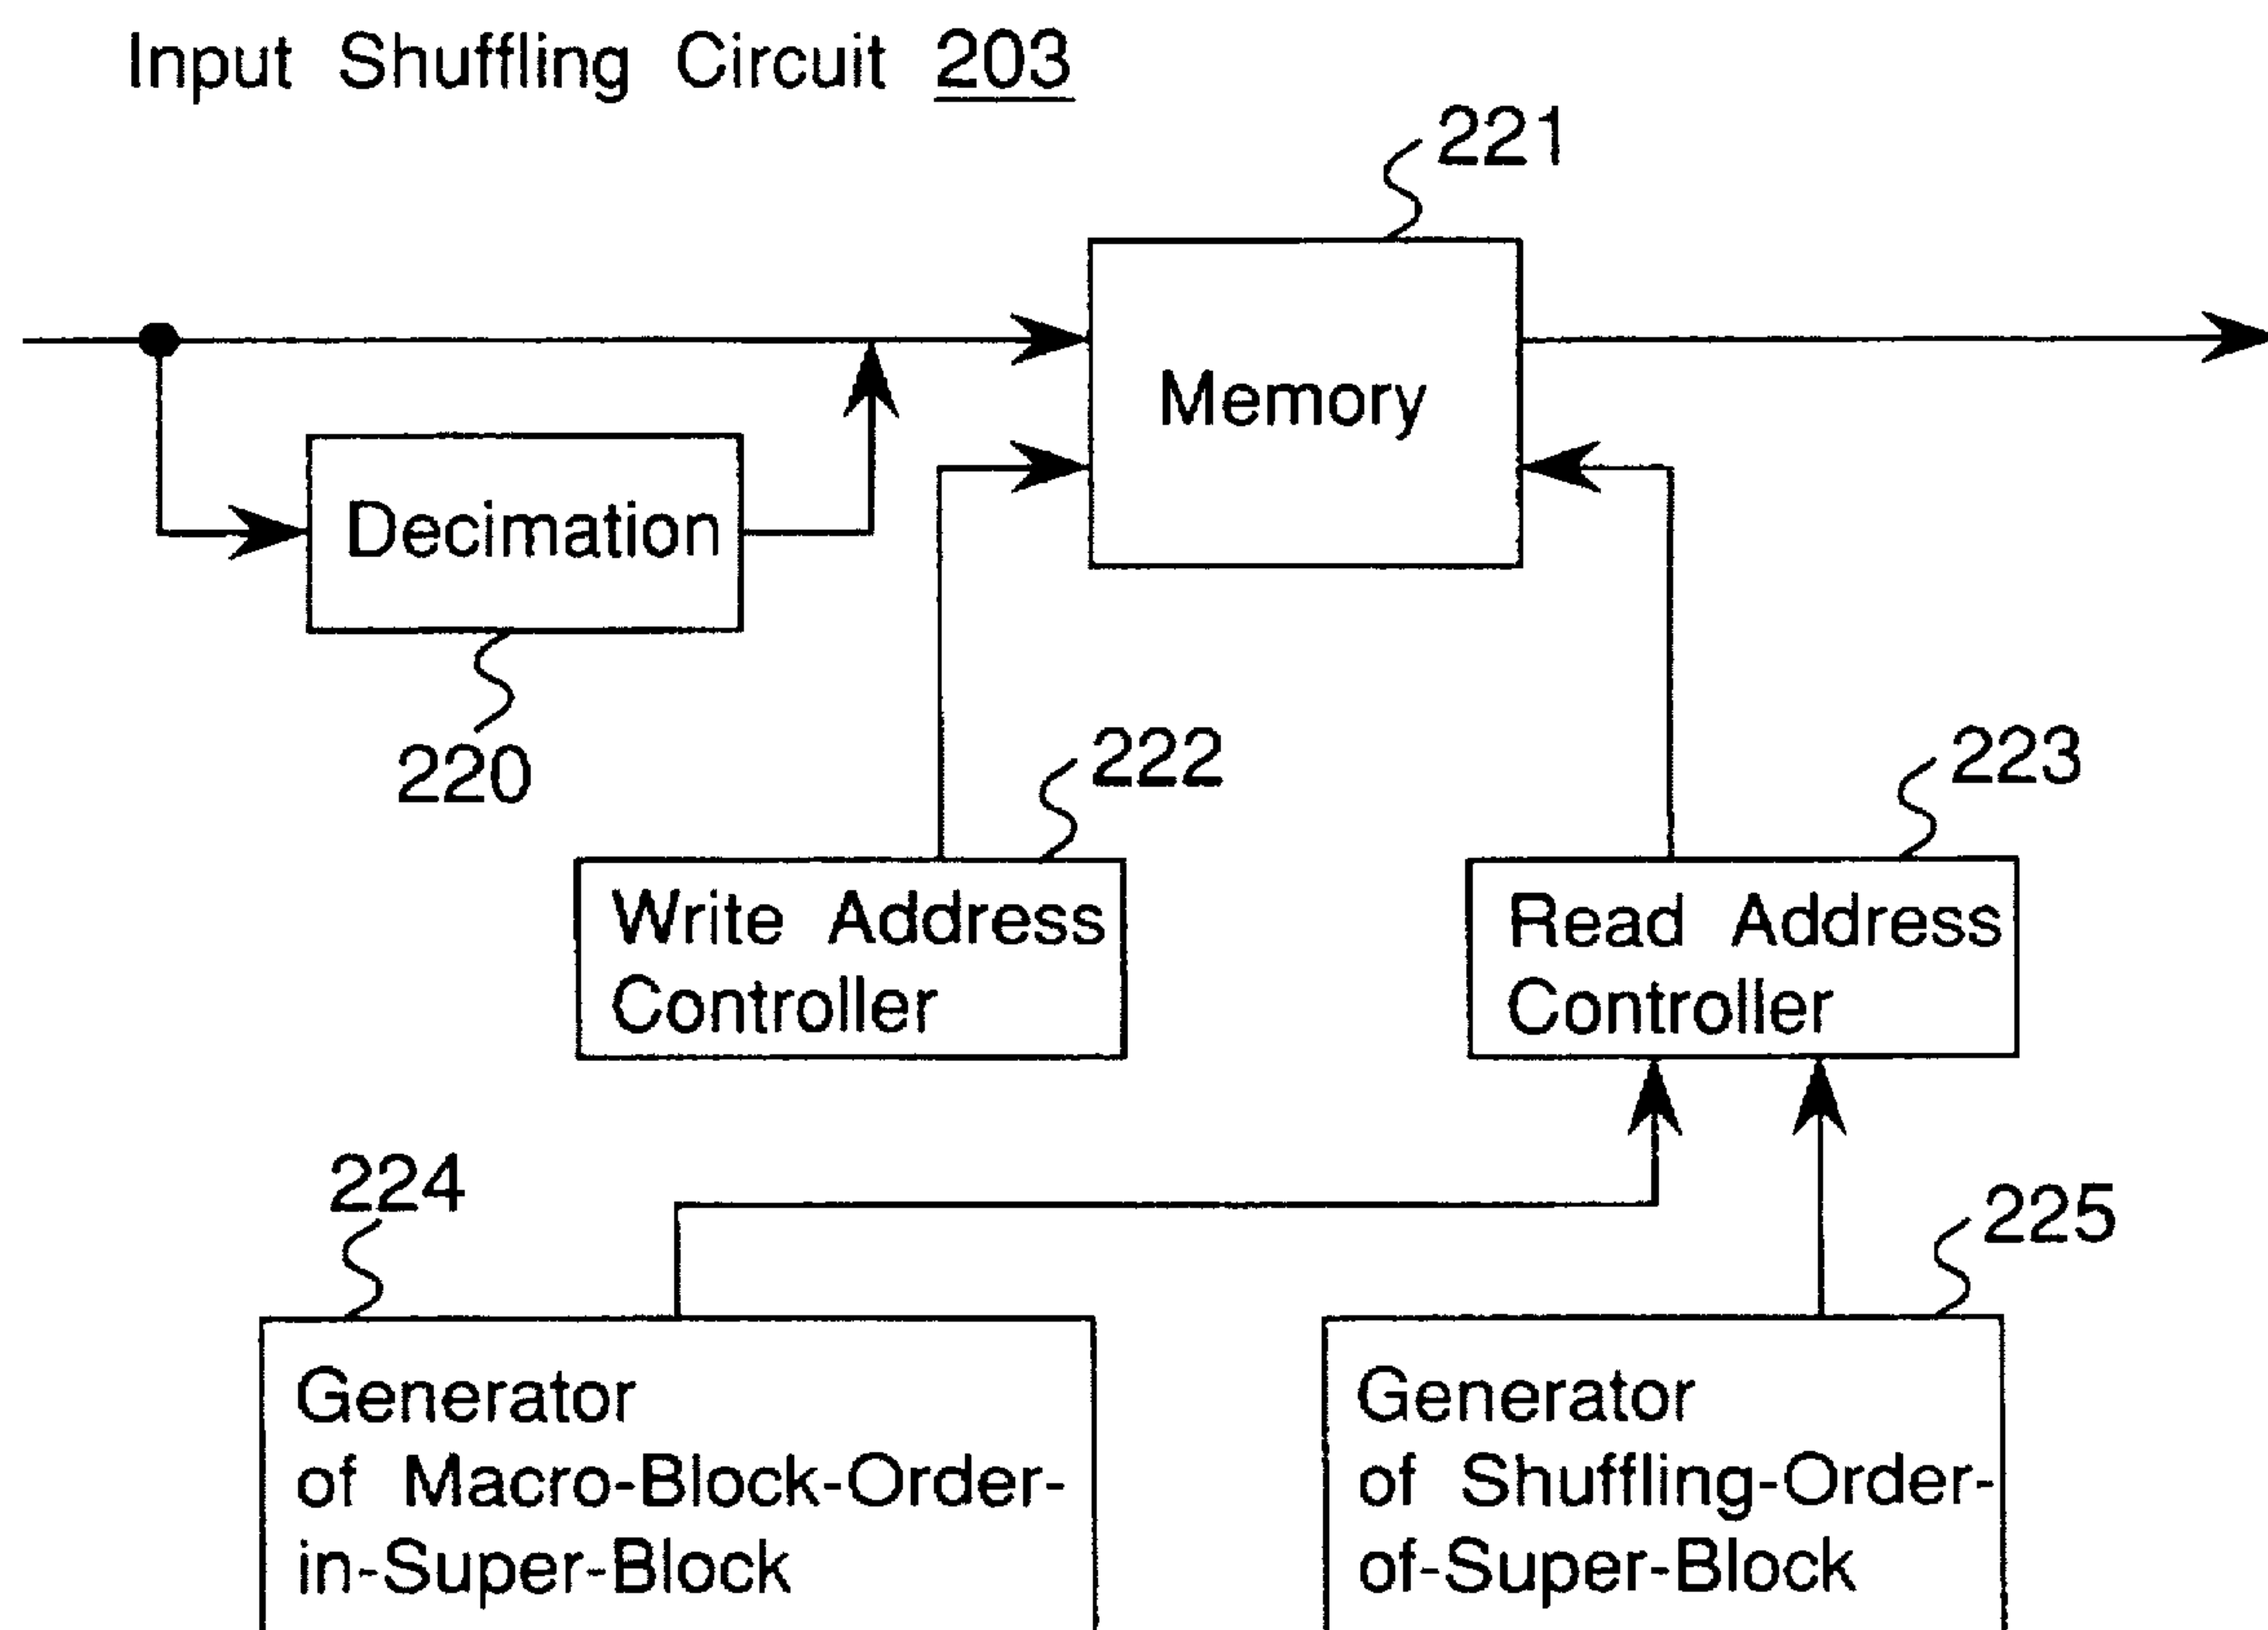 Input Shuffling Circuit 203
221
Memory
Decimation
220
222
223
Write Address
Controller
Read Address
Controller
224
225
Generator
of Macro-Block-Order-
in-Super-Block
Generator
of Shuffling-Order-
of-Super-Block